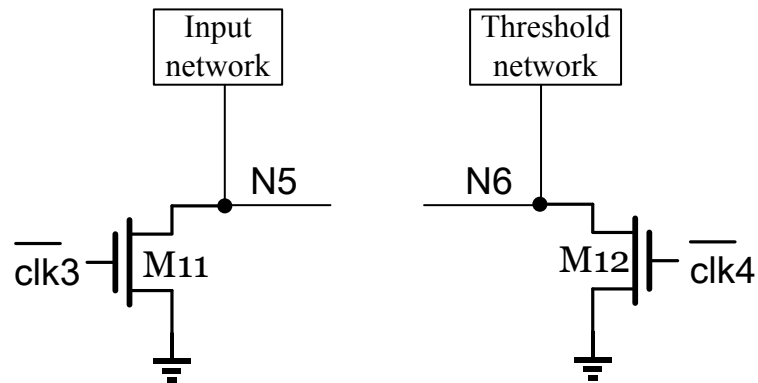 Input
network
Threshold
network
N5
N6
clk3
M11
M12
clk4